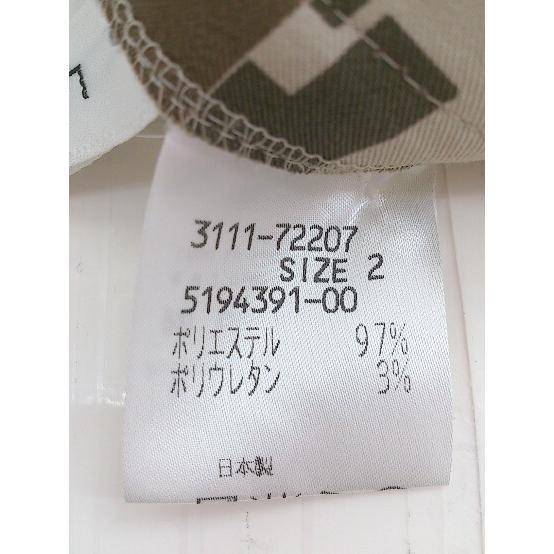 3111-72207
SIZE 2
5194391-00
ポリエステル 97%
ポリウレタン 3%
日本製